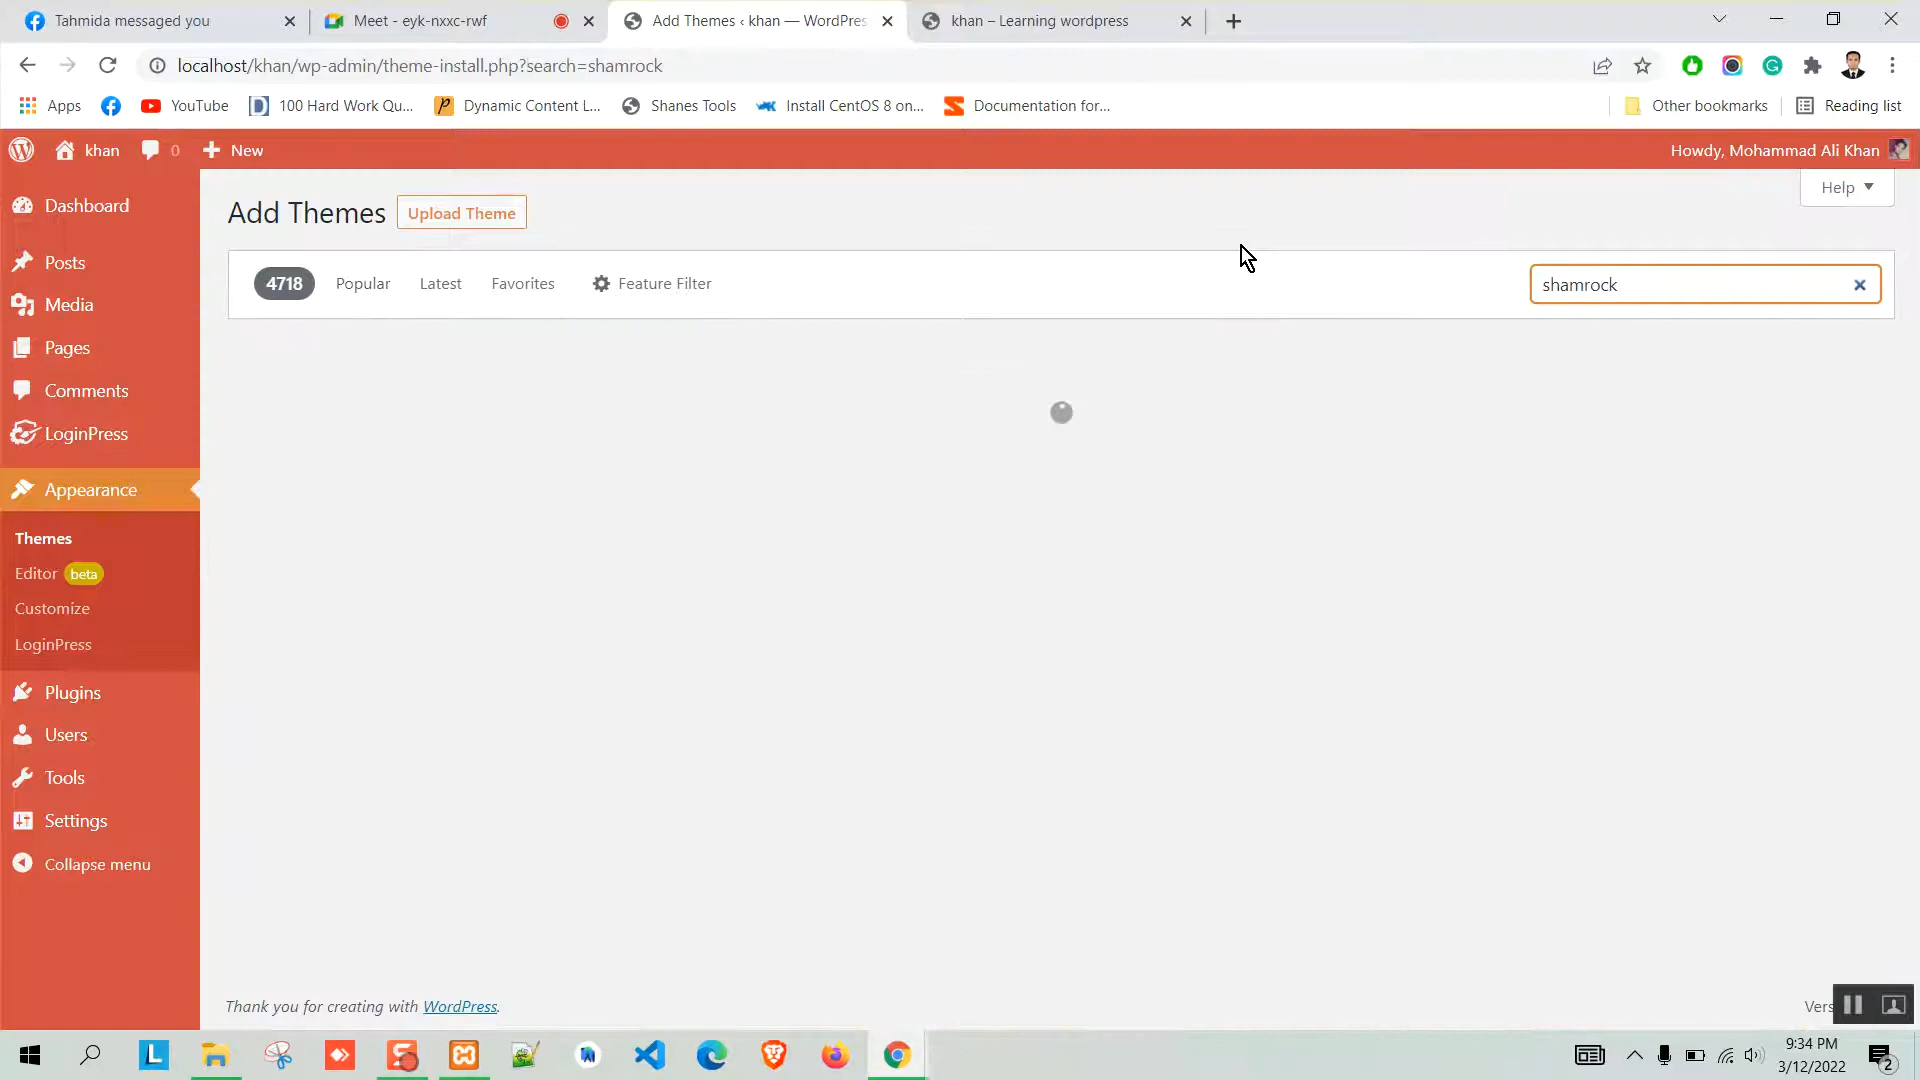 Tahmida messaged you
Meet - eyk-nxxc-rwf
Add Themes ‹ khan — WordPres
khan – Learning wordpress
localhost/khan/wp-admin/theme-install.php?search=shamrock
Apps
YouTube
100 Hard Work Qu...
Dynamic Content L...
Shanes Tools
Install CentOS 8 on...
Documentation for...
Other bookmarks
Reading list
khan
0
New
Howdy, Mohammad Ali Khan
Dashboard
Posts
Media
Pages
Comments
LoginPress
Appearance
Themes
Editor beta
Customize
LoginPress
Plugins
Users
Tools
Settings
Collapse menu
Help
Add Themes
Upload Theme
4718
Popular
Latest
Favorites
Feature Filter
shamrock
Thank you for creating with WordPress.
Vers
9:34 PM
3/12/2022
2